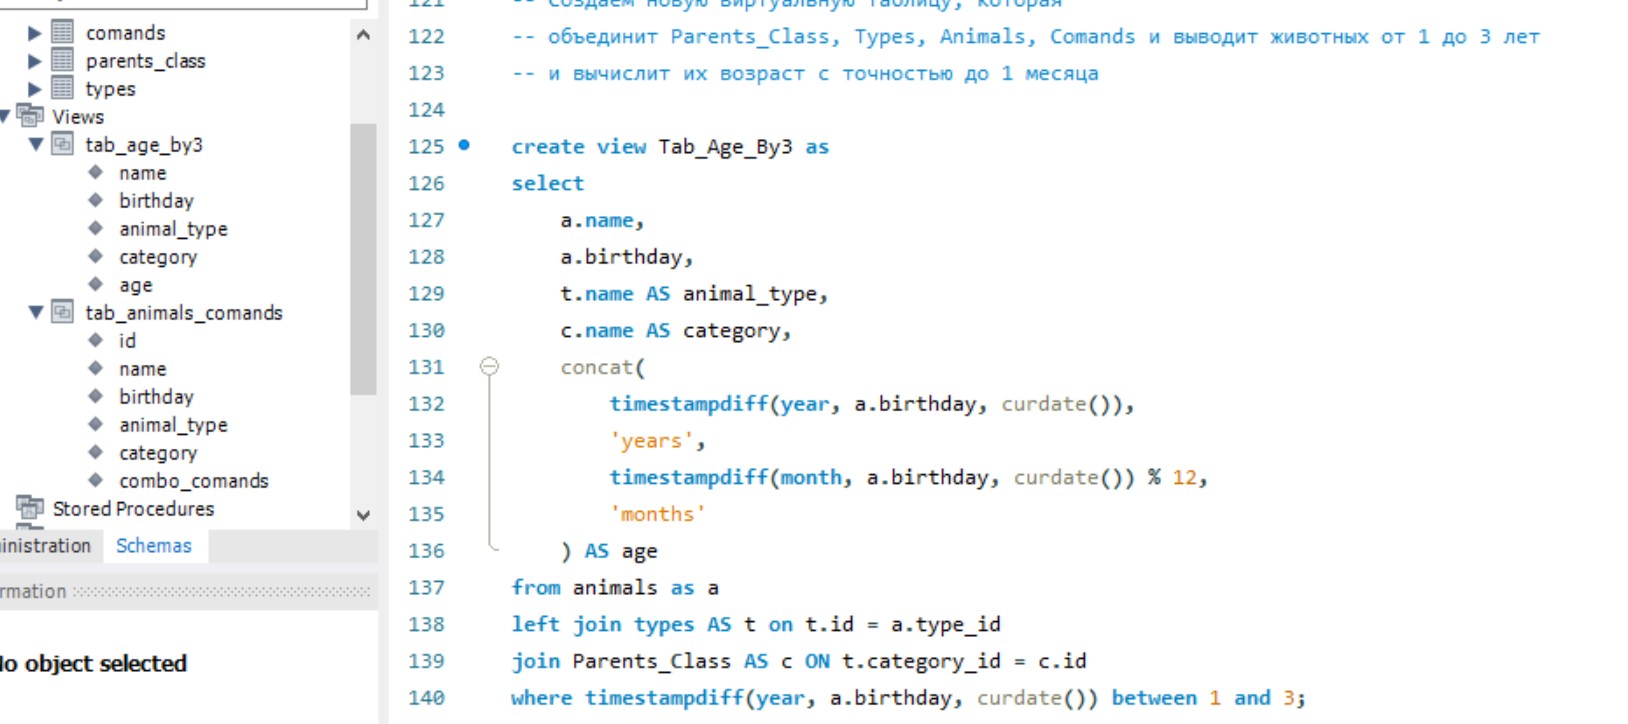 comands
parents_class
types
Views
tab_age_by3
name
birthday
animal_type
category
age
tab_animals_comands
id
name
birthday
animal_type
category
combo_comands
Stored Procedures
inistration Schemas
rmation
No object selected
121 -- Создаем новую виртуальную таблицу, которая
122 -- объединит Parents_Class, Types, Animals, Comands и выводит животных от 1 до 3 лет
123 -- и вычислит их возраст с точностью до 1 месяца
124
125 create view Tab_Age_By3 as
126 select
127 a.name,
128 a.birthday,
129 t.name AS animal_type,
130 c.name AS category,
131 concat(
132 timestampdiff(year, a.birthday, curdate()),
133 'years',
134 timestampdiff(month, a.birthday, curdate()) % 12,
135 'months'
136 ) AS age
137 from animals as a
138 left join types AS t on t.id = a.type_id
139 join Parents_Class AS c ON t.category_id = c.id
140 where timestampdiff(year, a.birthday, curdate()) between 1 and 3;